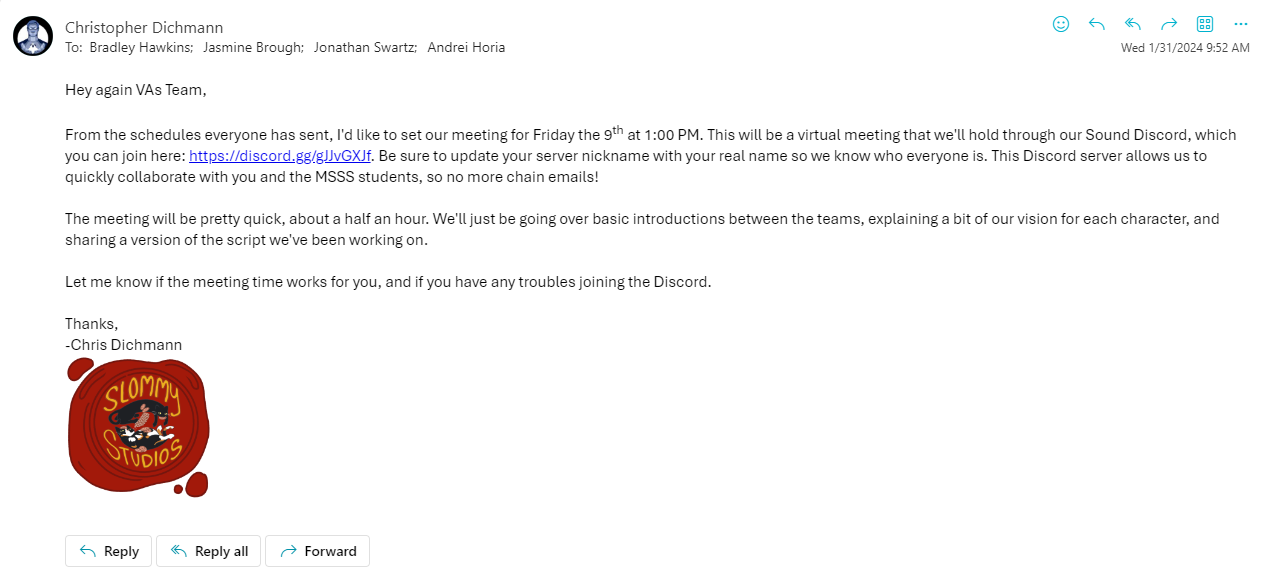 Christopher Dichmann
To: Bradley Hawkins; Jasmine Brough; Jonathan Swartz; Andrei Horia
Wed 1/31/2024 9:52 AM
Hey again VAs Team,
From the schedules everyone has sent, I'd like to set our meeting for Friday the 9th at 1:00 PM. This will be a virtual meeting that we'll hold through our Sound Discord, which
you can join here: https://discord.gg/gJJvGXJf. Be sure to update your server nickname with your real name so we know who everyone is. This Discord server allows us to
quickly collaborate with you and the MSSS students, so no more chain emails!
The meeting will be pretty quick, about a half an hour. We'll just be going over basic introductions between the teams, explaining a bit of our vision for each character, and
sharing a version of the script we've been working on.
Let me know if the meeting time works for you, and if you have any troubles joining the Discord.
Thanks,
-Chris Dichmann
SLOMMY
STUDIOS
Reply
Reply all
Forward